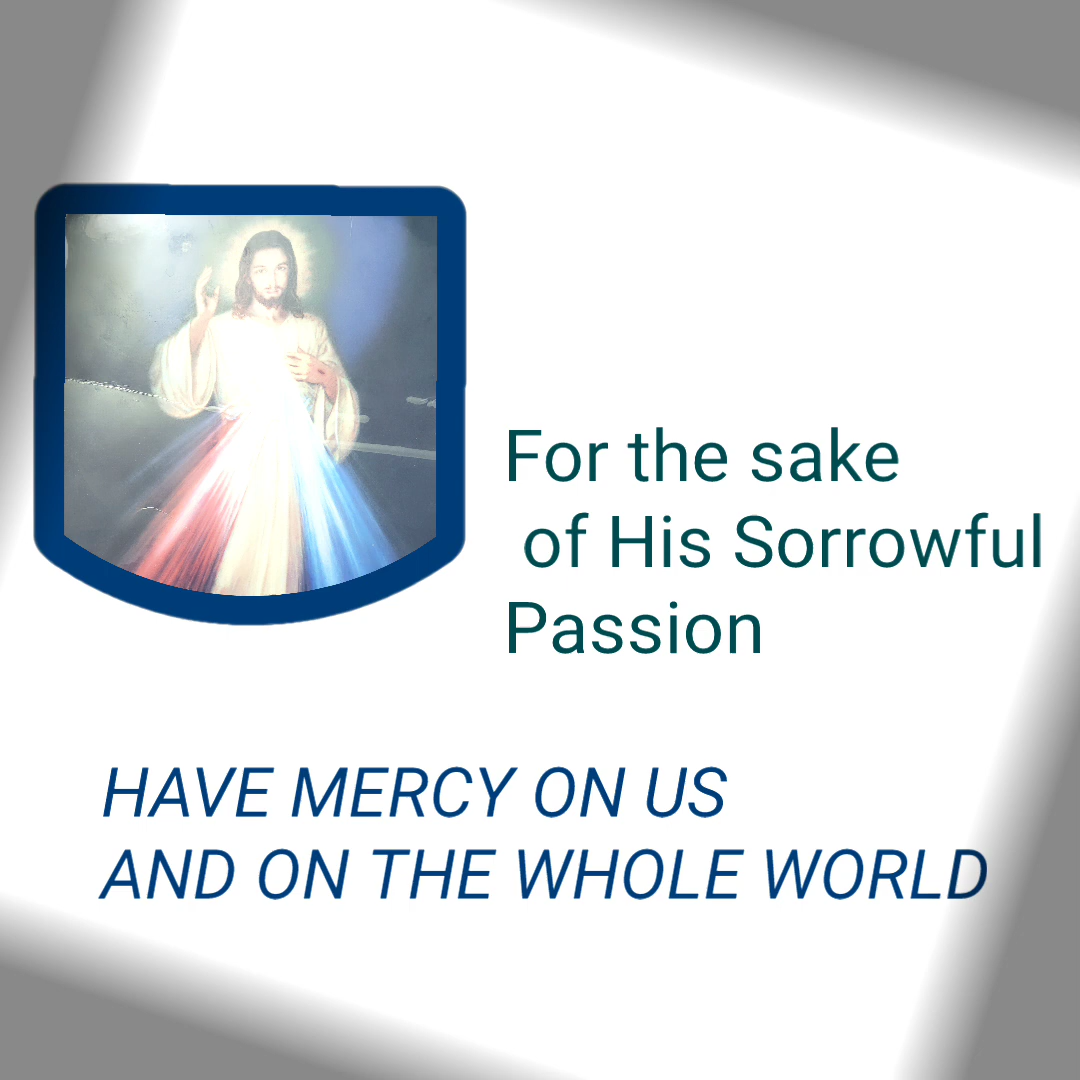 For the sake
of His Sorrowful
Passion
HAVE MERCY ON US
AND ON THE WHOLE WORLD